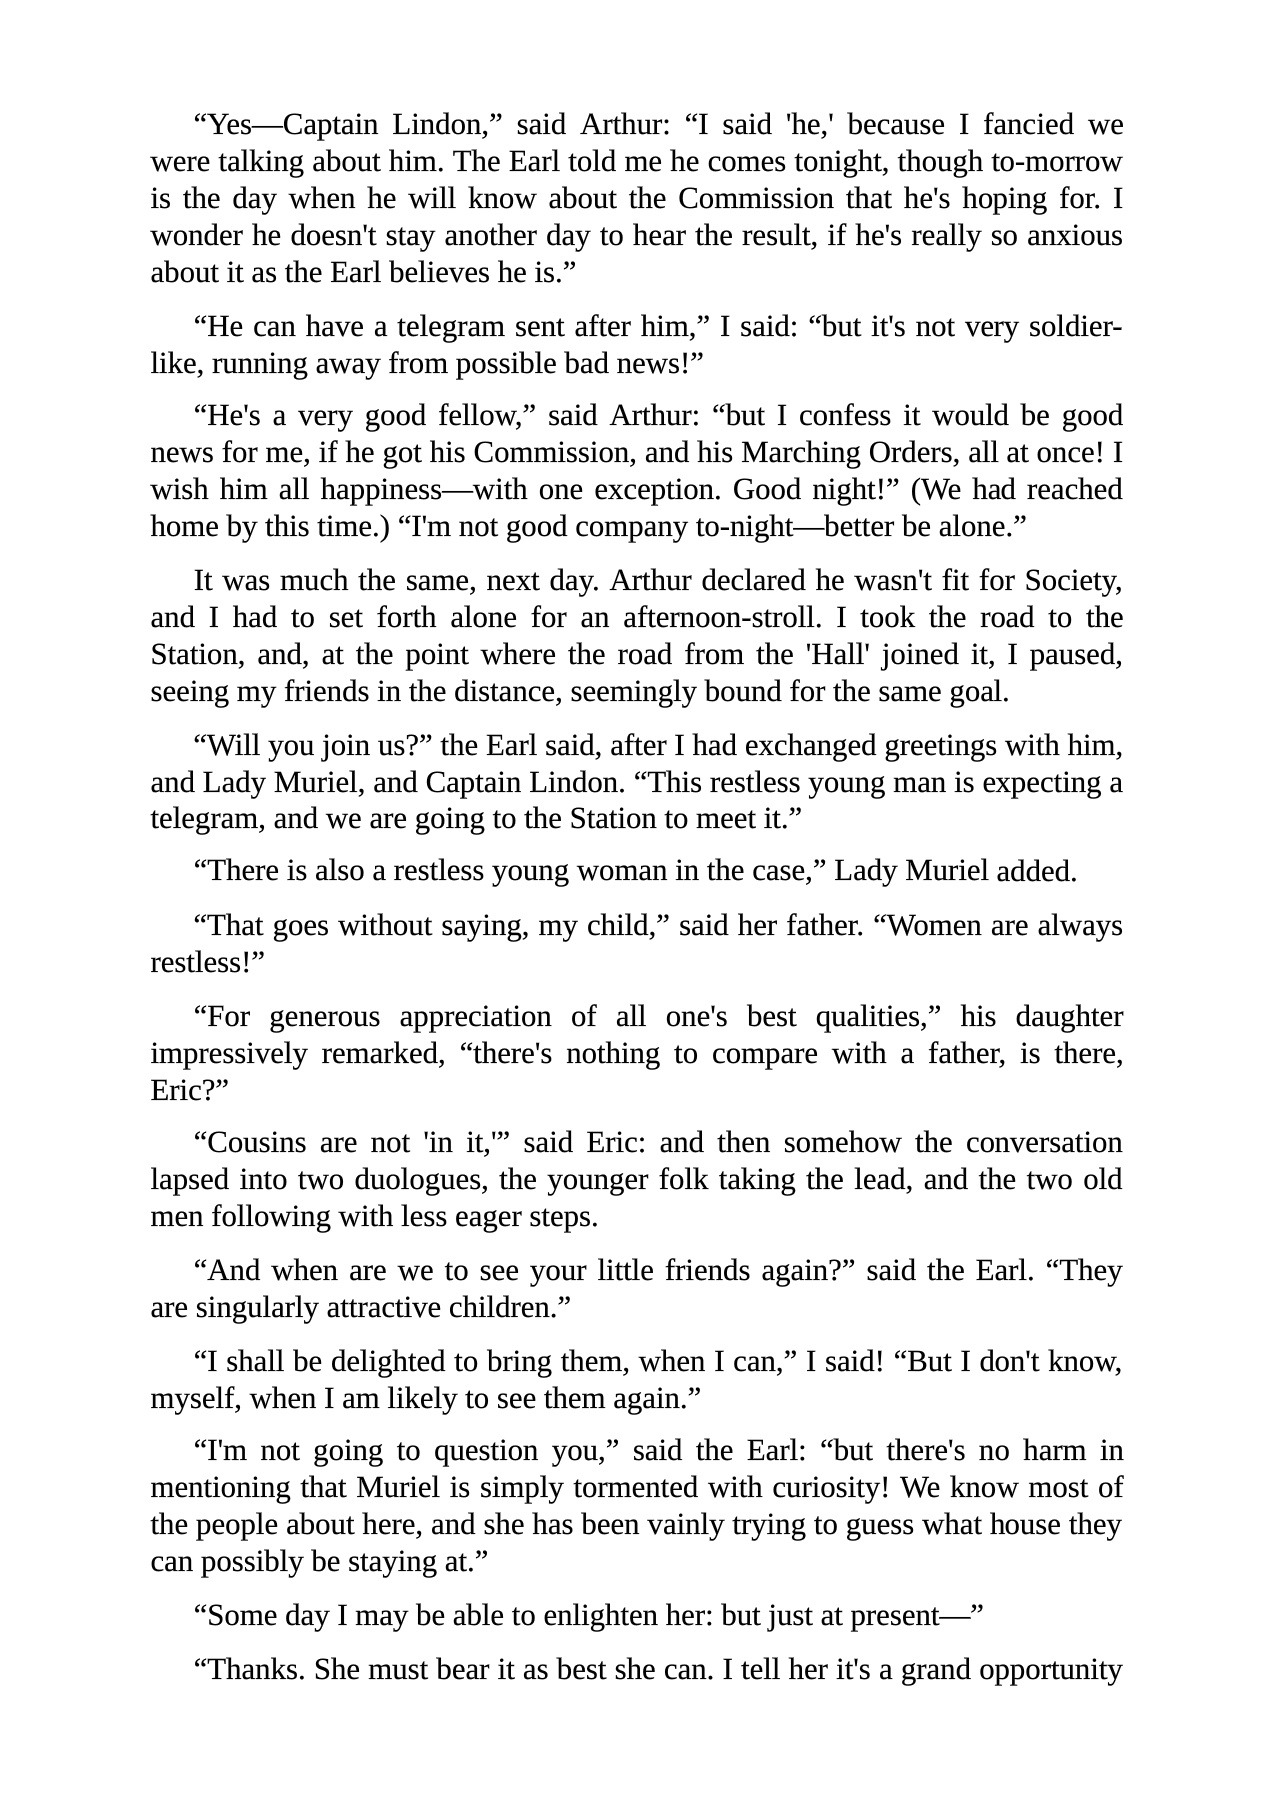 “Yes—Captain Lindon,” said Arthur: “I said 'he,' because I fancied we
were talking about him. The Earl told me he comes tonight, though to-morrow
is the day when he will know about the Commission that he's hoping for. I
wonder he doesn't stay another day to hear the result, if he's really so anxious
about it as the Earl believes he is.”
“He can have a telegram sent after him,” I said: “but it's not very soldier-
like, running away from possible bad news!”
“He's a very good fellow,” said Arthur: “but I confess it would be good
news for me, if he got his Commission, and his Marching Orders, all at once! I
wish him all happiness—with one exception. Good night!” (We had reached
home by this time.) “I'm not good company to-night—better be alone.”
It was much the same, next day. Arthur declared he wasn't fit for Society,
and I had to set forth alone for an afternoon-stroll. I took the road to the
Station, and, at the point where the road from the 'Hall' joined it, I paused,
seeing my friends in the distance, seemingly bound for the same goal.
“Will you join us?” the Earl said, after I had exchanged greetings with him,
and Lady Muriel, and Captain Lindon. “This restless young man is expecting a
telegram, and we are going to the Station to meet it.”
“There is also a restless young woman in the case,” Lady Muriel added.
“That goes without saying, my child,” said her father. “Women are always
restless!”
“For generous appreciation of all one's best qualities,” his daughter
impressively remarked, “there's nothing to compare with a father, is there,
Eric?”
“Cousins are not 'in it,'” said Eric: and then somehow the conversation
lapsed into two duologues, the younger folk taking the lead, and the two old
men following with less eager steps.
“And when are we to see your little friends again?” said the Earl. “They
are singularly attractive children.”
“I shall be delighted to bring them, when I can,” I said! “But I don't know,
myself, when I am likely to see them again.”
“I'm not going to question you,” said the Earl: “but there's no harm in
mentioning that Muriel is simply tormented with curiosity! We know most of
the people about here, and she has been vainly trying to guess what house they
can possibly be staying at.”
“Some day I may be able to enlighten her: but just at present—”
“Thanks. She must bear it as best she can. I tell her it's a grand opportunity